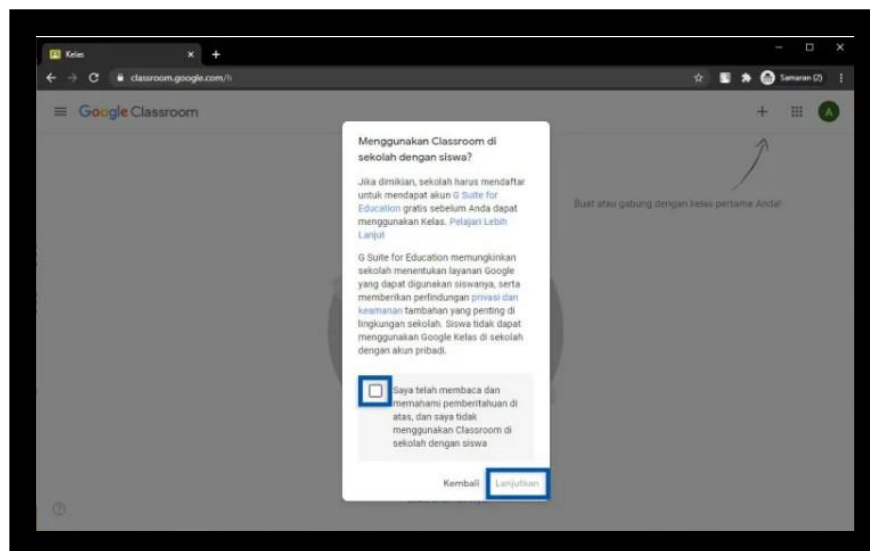 Kelas
classroom.google.com/h
Samaran (2)
Google Classroom
A
Menggunakan Classroom di
sekolah dengan siswa?
Jika dimikian, sekolah harus mendaftar
untuk mendapat akun G Suite for
Education gratis sebelum Anda dapat
menggunakan Kelas. Pelajari Lebih
Lanjut
Buat atau gabung dengan kelas pertama Anda!
G Suite for Education memungkinkan
sekolah menentukan layanan Google
yang dapat digunakan siswanya, serta
memberikan perlindungan privasi dan
keamanan tambahan yang penting di
lingkungan sekolah. Siswa tidak dapat
menggunakan Google Kelas di sekolah
dengan akun pribadi.
Saya telah membaca dan
memahami pemberitahuan di
atas, dan saya tidak
menggunakan Classroom di
sekolah dengan siswa
Kembali Lanjutkan